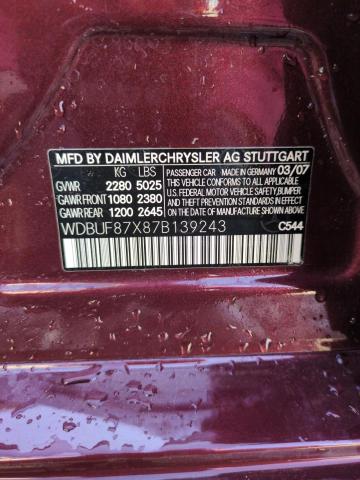 MFD BY DAIMLERCHRYSLER AG STUTTGART
KG LBS PASSENGER CAR MADE IN GERMANY 03/07
GVWR 2280 5025 THIS VEHICLE CONFORMS TO ALL APPLICABLE
GAWR FRONT 1080 2380 U.S. FEDERAL MOTOR VEHICLE SAFETY, BUMPER,
GAWR REAR 1200 2645 AND THEFT PREVENTION STANDARDS IN EFFECT
ON THE DATE OF MANUFACTURE SHOWN ABOVE.
WDBUF87X87B139243 C544